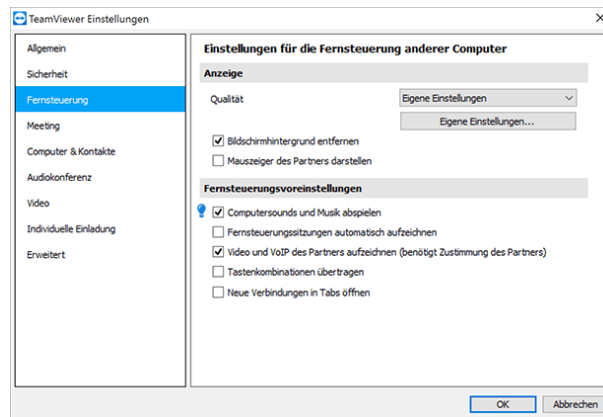 TeamViewer Einstellungen
Allgemein
Sicherheit
Fernsteuerung
Meeting
Computer & Kontakte
Audiokonferenz
Video
Individuelle Einladung
Erweitert
Einstellungen für die Fernsteuerung anderer Computer
Anzeige
Qualität
Eigene Einstellungen
Eigene Einstellungen...
Bildschirmhintergrund entfernen
Mauszeiger des Partners darstellen
Fernsteuerungsvoreinstellungen
Computersounds und Musik abspielen
Fernsteuerungssitzungen automatisch aufzeichnen
Video und VoIP des Partners aufzeichnen (benötigt Zustimmung des Partners)
Tastenkombinationen übertragen
Neue Verbindungen in Tabs öffnen
OK
Abbrechen